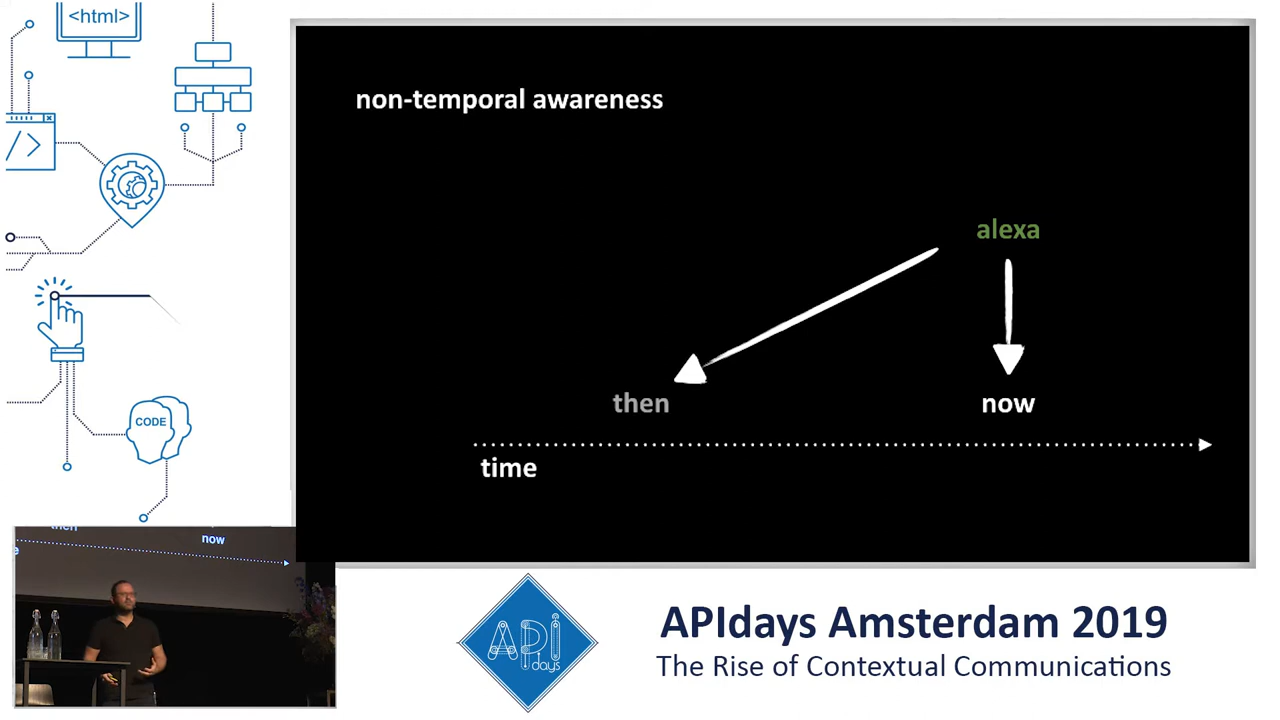 <html>
non-temporal awareness
</>
alexa
then
now
time
CODE
then
now
e
API
days
APIdays Amsterdam 2019
The Rise of Contextual Communications